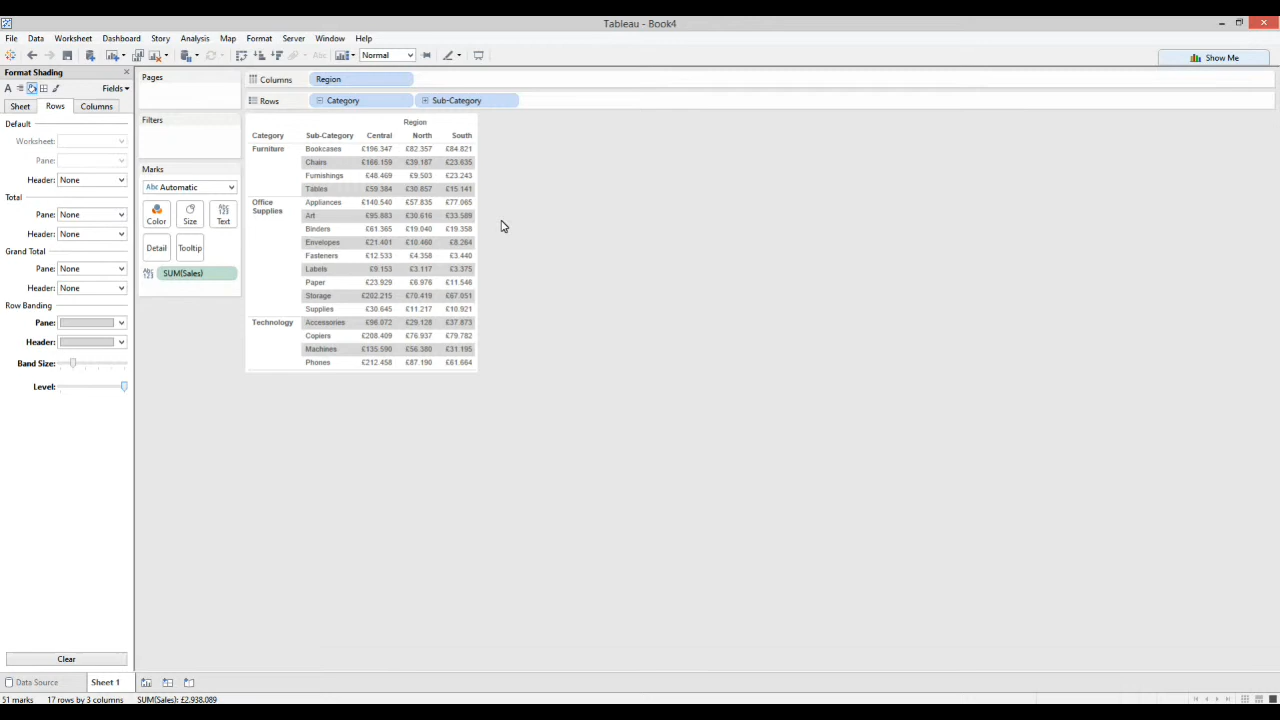 Tableau - Book4
File Data Worksheet Dashboard Story Analysis Map Format Server Window Help
Normal
Show Me
Format Shading
Fields
Sheet Rows Columns
Default
Worksheet:
Pane:
Header: None
Total
Pane: None
Header: None
Grand Total
Pane: None
Header: None
Row Banding
Pane:
Header:
Band Size:
Level:
Clear
Pages
Filters
Marks
Abc Automatic
Color Size Text
Detail Tooltip
SUM(Sales)
Columns Region
Rows Category Sub-Category
Region
Category Sub-Category Central North South
Furniture Bookcases £196.347 £82.357 £84.821
Chairs £166.159 £39.187 £23.635
Furnishings £48.469 £9.503 £23.243
Tables £59.384 £30.857 £15.141
Office Supplies Appliances £140.540 £57.835 £77.065
Art £95.883 £30.616 £33.589
Binders £61.365 £19.040 £19.358
Envelopes £21.401 £10.460 £8.264
Fasteners £12.533 £4.358 £3.440
Labels £9.153 £3.117 £3.375
Paper £23.929 £6.976 £11.546
Storage £202.215 £70.419 £67.051
Supplies £30.645 £11.217 £10.921
Technology Accessories £96.072 £29.128 £37.873
Copiers £208.409 £76.937 £79.782
Machines £135.590 £56.380 £31.195
Phones £212.458 £87.190 £61.664
Data Source Sheet 1
51 marks 17 rows by 3 columns SUM(Sales): £2.938.089